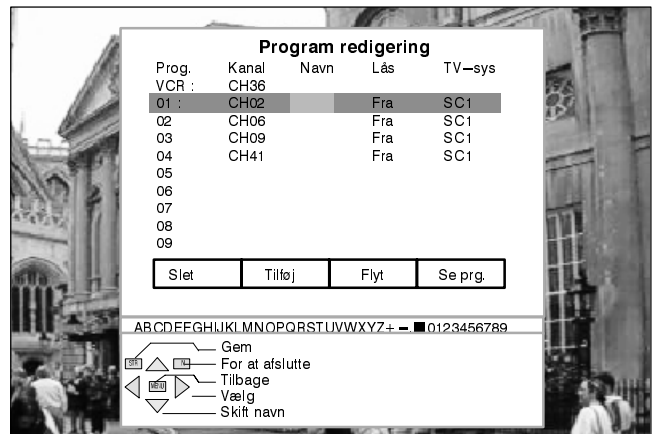 Program redigering
Prog. Kanal Navn Lås TV–sys
VCR : CH36
01 : CH02 Fra SC1
02 CH06 Fra SC1
03 CH09 Fra SC1
04 CH41 Fra SC1
05
06
07
08
09
Slet Tilføj Flyt Se prg.
ABCDEFGHIJKLMNOPQRSTUVWXYZ+–.■0123456789
Gem
STR N For at afslutte
MENU Tilbage
Vælg
Skift navn